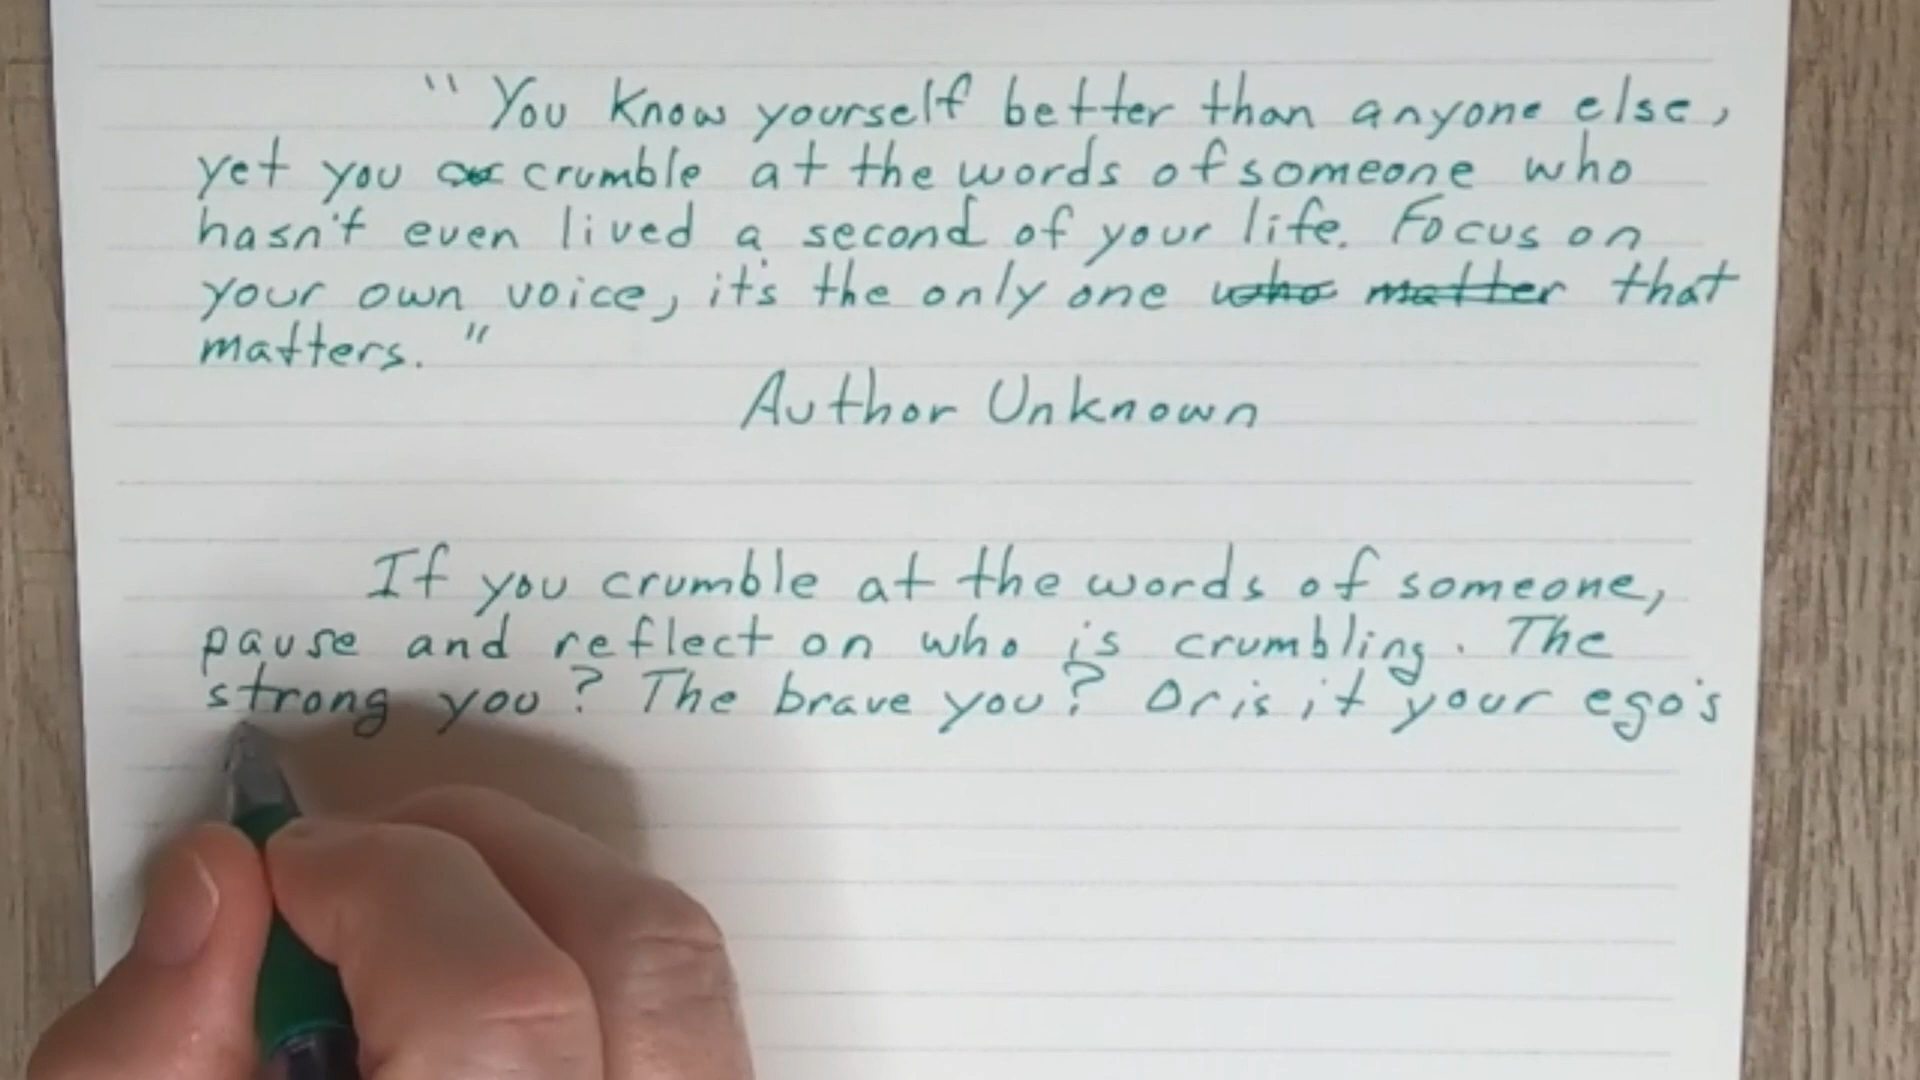 "You know yourself better than anyone else,
yet you crumble at the words of someone who
hasn't even lived a second of your life. Focus on
your own voice, it's the only one who matter that
matters."
Author Unknown
If you crumble at the words of someone,
pause and reflect on who is crumbling. The
strong you? The brave you? Or is it your ego's